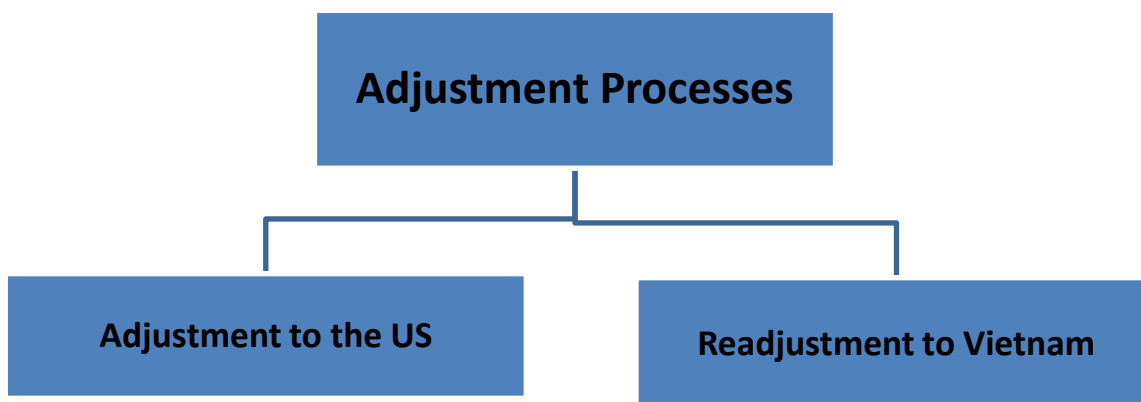 Adjustment Processes
Adjustment to the US
Readjustment to Vietnam